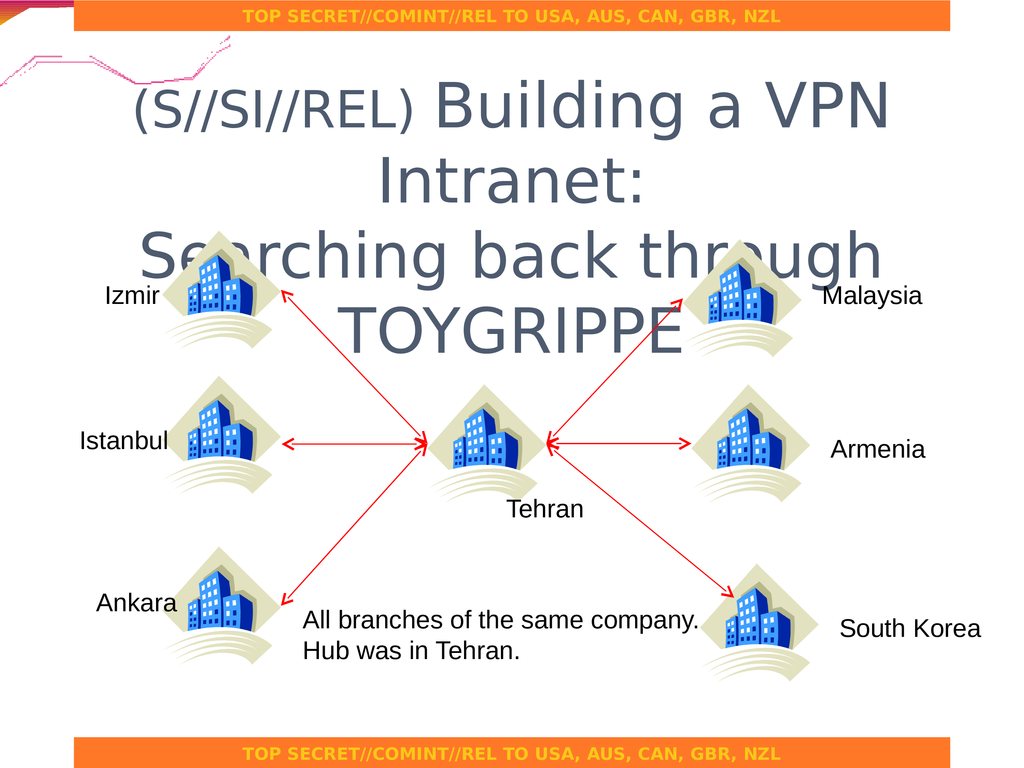 TOP SECRET//COMINT//REL TO USA, AUS, CAN, GBR, NZL
(S//SI//REL) Building a VPN
Intranet:
Searching back through
TOYGRIPPE
Izmir
Malaysia
Istanbul
Armenia
Tehran
Ankara
All branches of the same company.
Hub was in Tehran.
South Korea
TOP SECRET//COMINT//REL TO USA, AUS, CAN, GBR, NZL